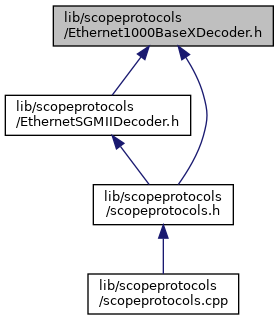 lib/scopeprotocols
/Ethernet1000BaseXDecoder.h
lib/scopeprotocols
/EthernetSGMIIDecoder.h
lib/scopeprotocols
/scopeprotocols.h
lib/scopeprotocols
/scopeprotocols.cpp